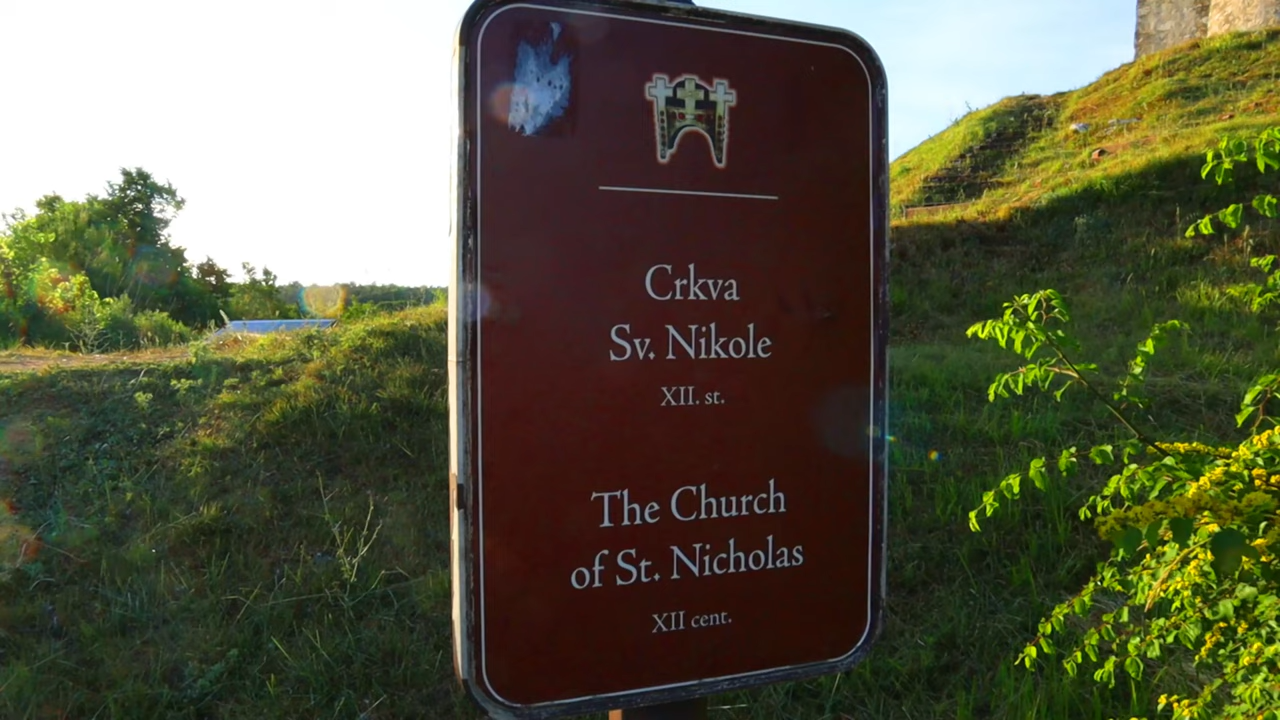 Crkva
Sv. Nikole
XII. st.
The Church
of St. Nicholas
XII cent.